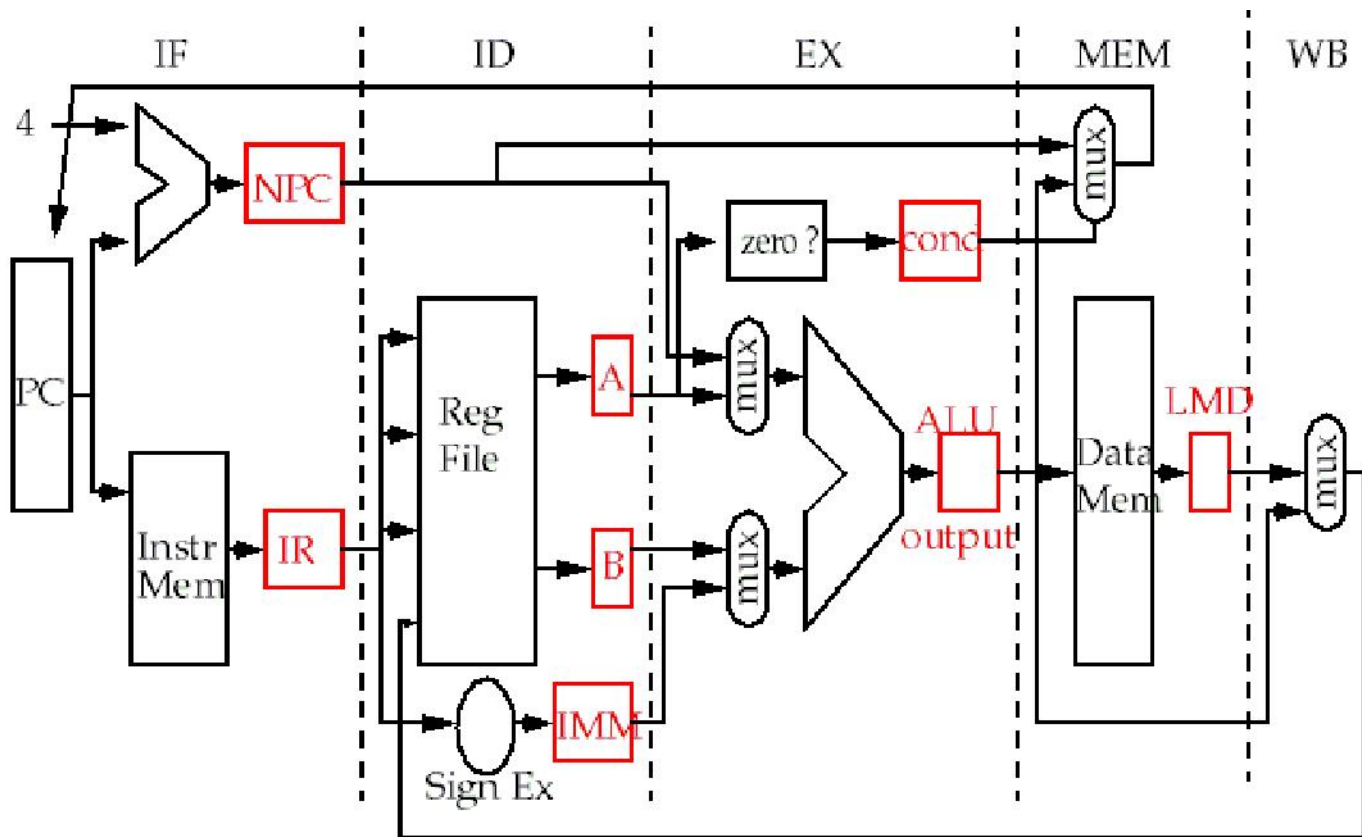 IF
ID
EX
MEM
WB
4
NPC
mux
zero ?
cond
PC
Reg
File
A
mux
ALU
output
Data
Mem
LMD
mux
Instr
Mem
IR
B
mux
IMM
Sign Ex